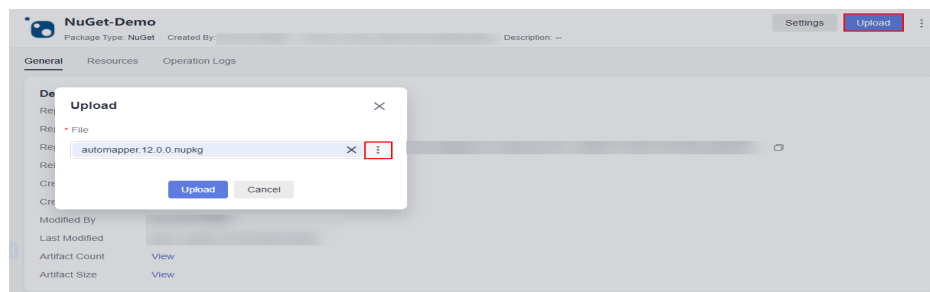 NuGet-Demo
Package Type: NuGet Created By: Description: --
Settings
Upload
General Resources Operation Logs
Upload
* File
automapper.12.0.0.nupkg
Upload Cancel
Modified By
Last Modified
Artifact Count View
Artifact Size View